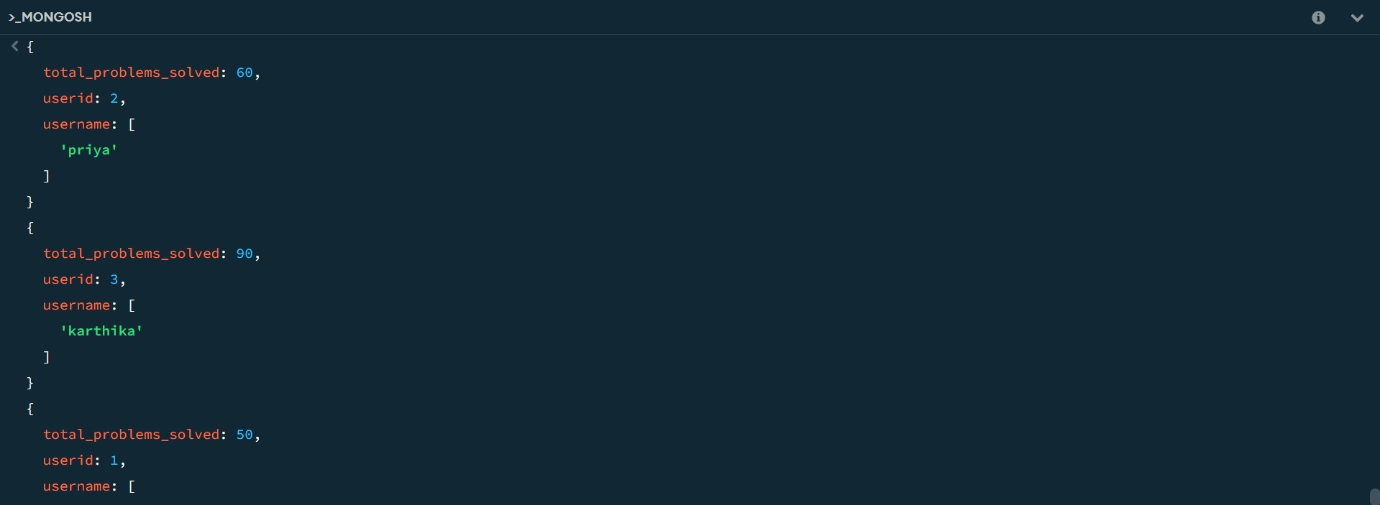 >_MONGOSH
< {
total_problems_solved: 60,
userid: 2,
username: [
'priya'
]
}
{
total_problems_solved: 90,
userid: 3,
username: [
'karthika'
]
}
{
total_problems_solved: 50,
userid: 1,
username: [